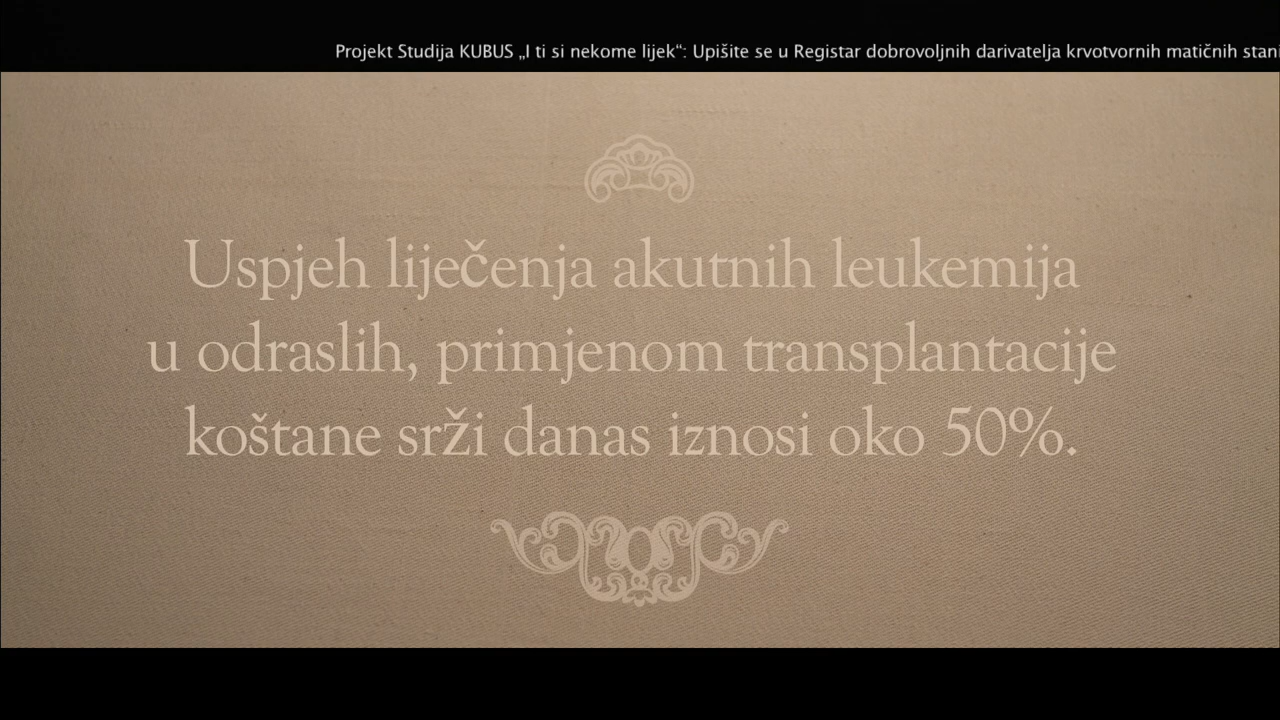 Projekt Studija KUBUS „I ti si nekome lijek“: Upišite se u Registar dobrovoljnih darivatelja krvotvornih matičnih stani
Uspjeh liječenja akutnih leukemija
u odraslih, primjenom transplantacije
koštane srži danas iznosi oko 50%.